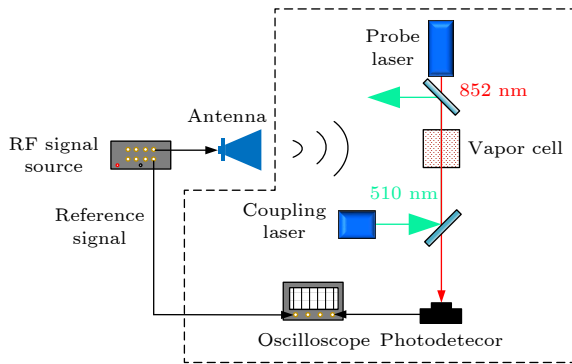 Probe
laser
852 nm
Antenna
RF signal
source
Vapor cell
Reference
signal
510 nm
Coupling
laser
Oscilloscope
Photodetecor